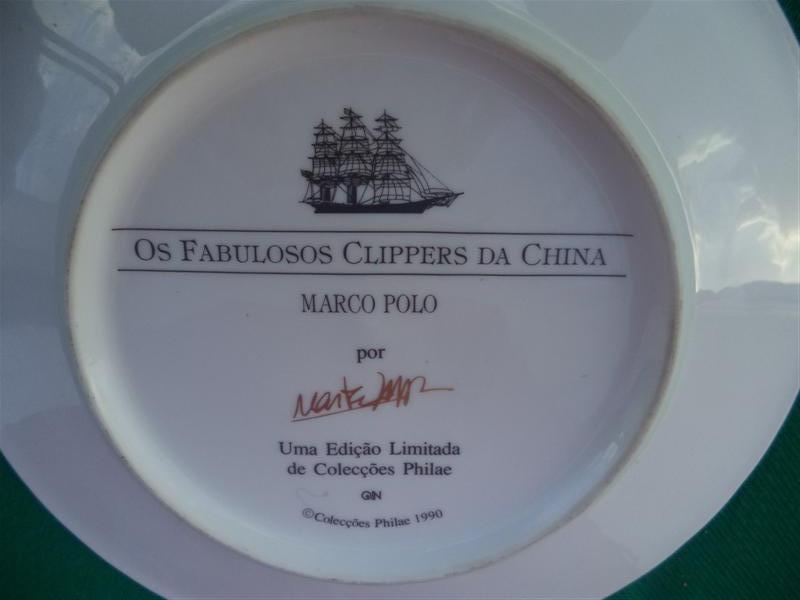 OS FABULOSOS CLIPPERS DA CHINA
MARCO POLO
por
Uma Edição Limitada
de Colecções Philae
©Colecções Philae 1990